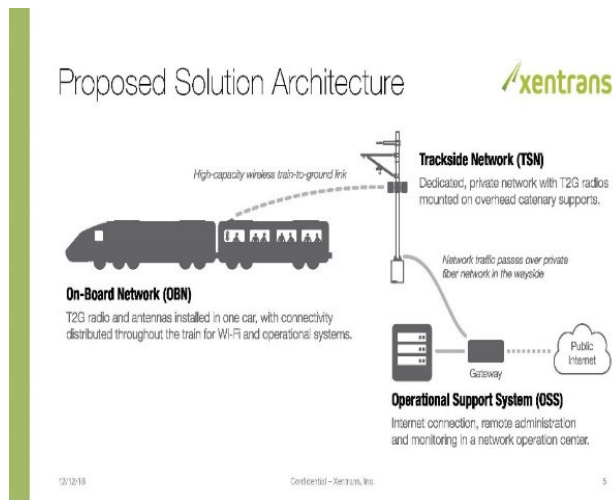 Proposed Solution Architecture
xentrans
High-capacity wireless train-to-ground link
Trackside Network (TSN)
Dedicated, private network with T2G radios
mounted on overhead catenary supports.
Network traffic passes over private
fiber network in the wayside
On-Board Network (OBN)
T2G radio and antennas installed in one car, with connectivity
distributed throughout the train for Wi-Fi and operational systems.
Public
Internet
Gateway
Operational Support System (OSS)
Internet connection, remote administration
and monitoring in a network operation center.
12/12/18
Confidential – Xentrans, Inc.
5